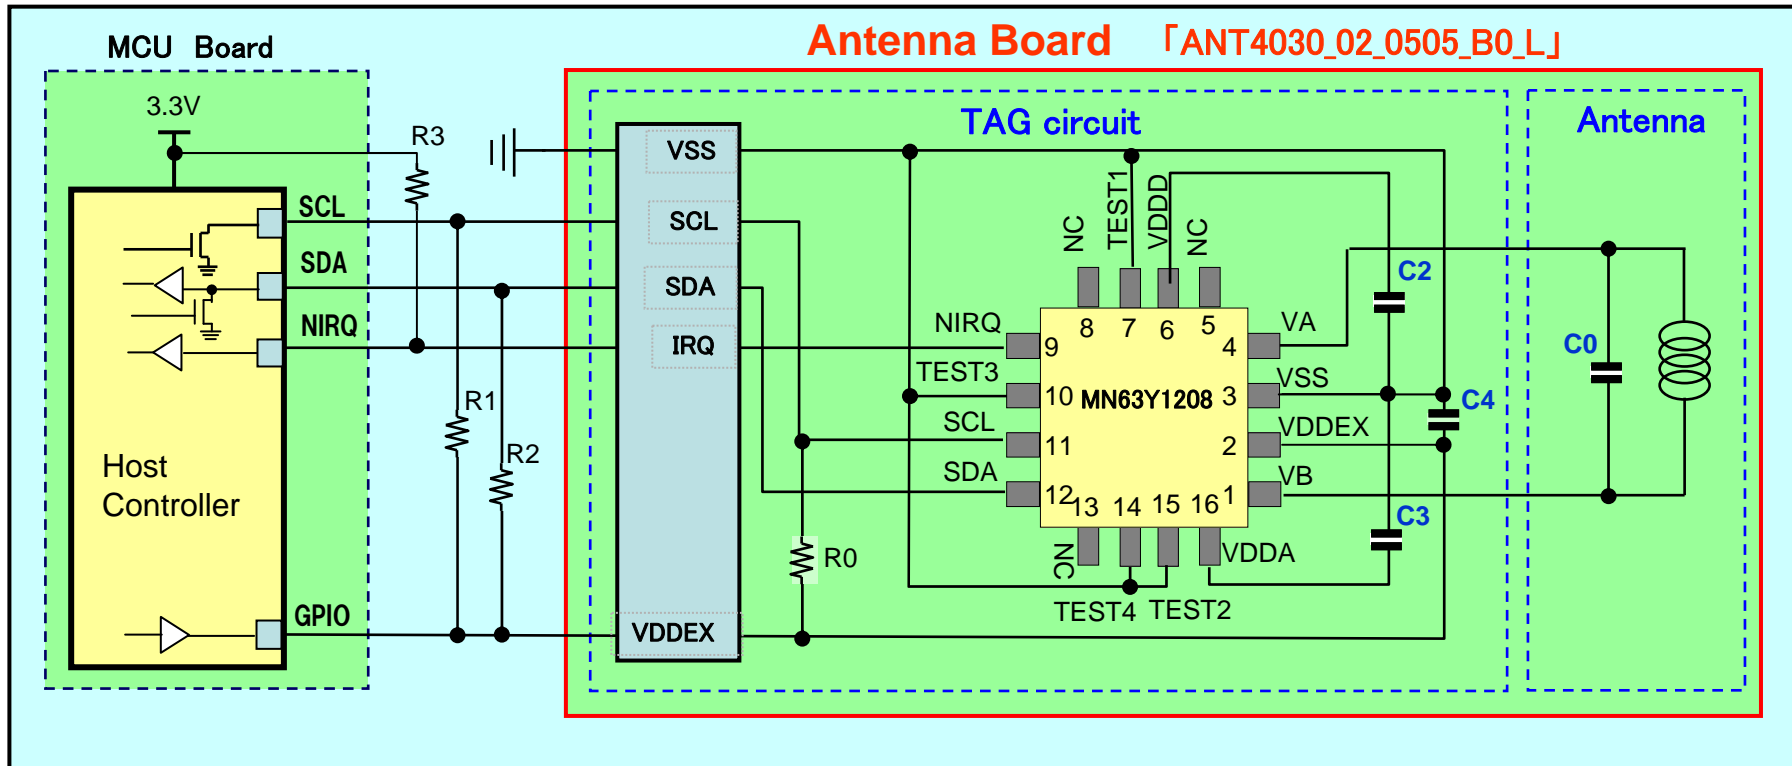 Antenna Board 「ANT4030_02_0505_B0_L」
MCU Board
3.3V
R3
SCL
SDA
NIRQ
R1
R2
Host
Controller
GPIO
VSS
SCL
SDA
IRQ
VDDEX
TAG circuit
Antenna
NC
TEST1
VDDD
NC
C2
NIRQ
8
7
6
5
VA
9
4
C0
TEST3
VSS
10
MN63Y1208
3
C4
SCL
VDDEX
11
2
SDA
VB
12
13
14
15
16
1
C3
R0
NC
VDDA
TEST4
TEST2